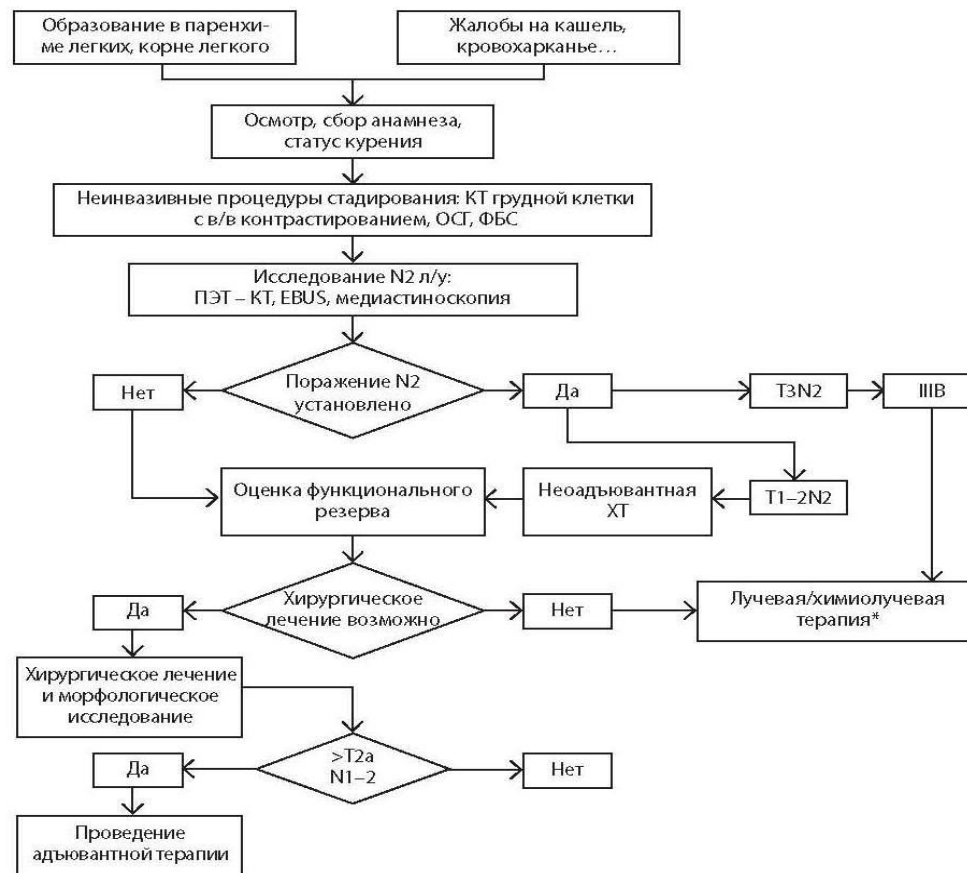 Образование в паренхи-
ме легких, корне легкого
Жалобы на кашель,
кровохарканье…
Осмотр, сбор анамнеза,
статус курения
Неинвазивные процедуры стадирования: КТ грудной клетки
с в/в контрастированием, ОСГ, ФБС
Исследование N2 л/у:
ПЭТ – КТ, EBUS, медиастиноскопия
Нет
Поражение N2
установлено
Да
T3N2
IIIB
Оценка функционального
резерва
Неоадъювантная
ХТ
T1–2N2
Да
Хирургическое
лечение возможно
Нет
Лучевая/химиолучевая
терапия*
Хирургическое лечение
и морфологическое
исследование
Да
>T2a
N1–2
Нет
Проведение
адъювантной терапии